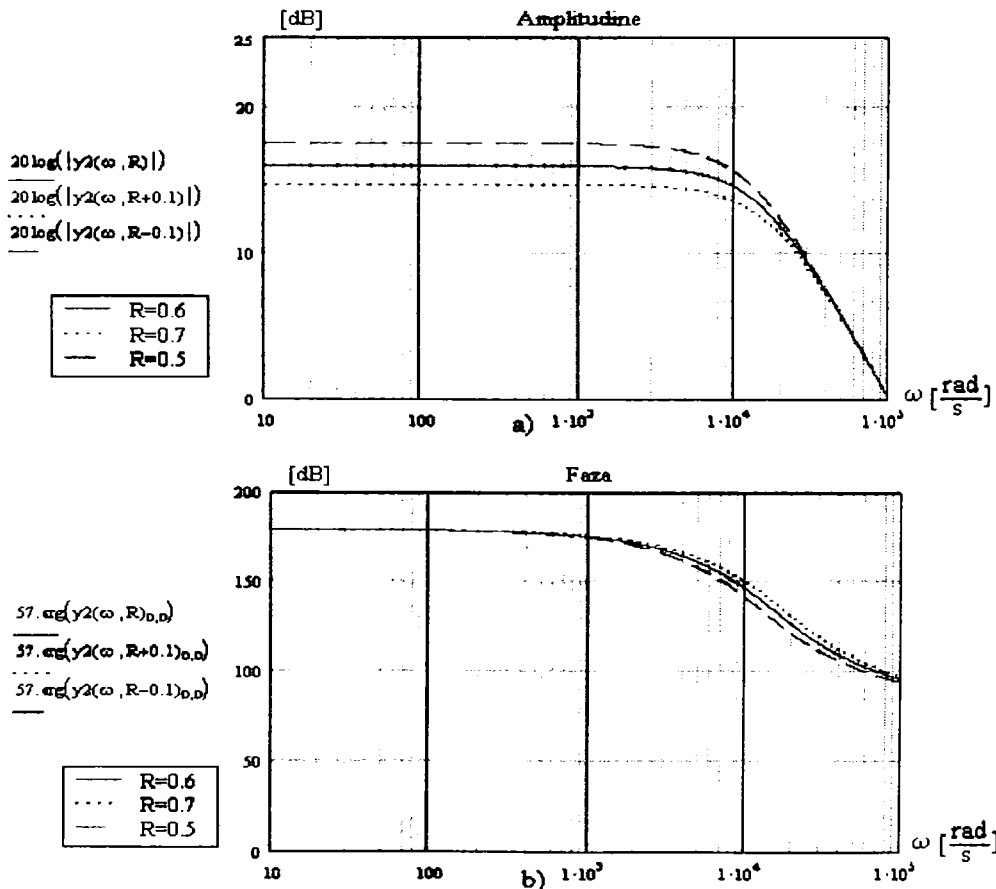 [dB] Amplitudine
25
20
10
0
20log(|y2(ω,R)|)
20log(|y2(ω,R+0.1)|)
20log(|y2(ω,R-0.1)|)
R=0.6
R=0.7
R=0.5
10 100 1·10³ 1·10⁴ 1·10⁵
ω [rad/s]
a)
[dB] Faza
200
150
100
50
0
57.arg(y2(ω,R)0,0)
57.arg(y2(ω,R+0.1)0,0)
57.arg(y2(ω,R-0.1)0,0)
R=0.6
R=0.7
R=0.5
10 100 1·10³ 1·10⁴ 1·10⁵
ω [rad/s]
b)